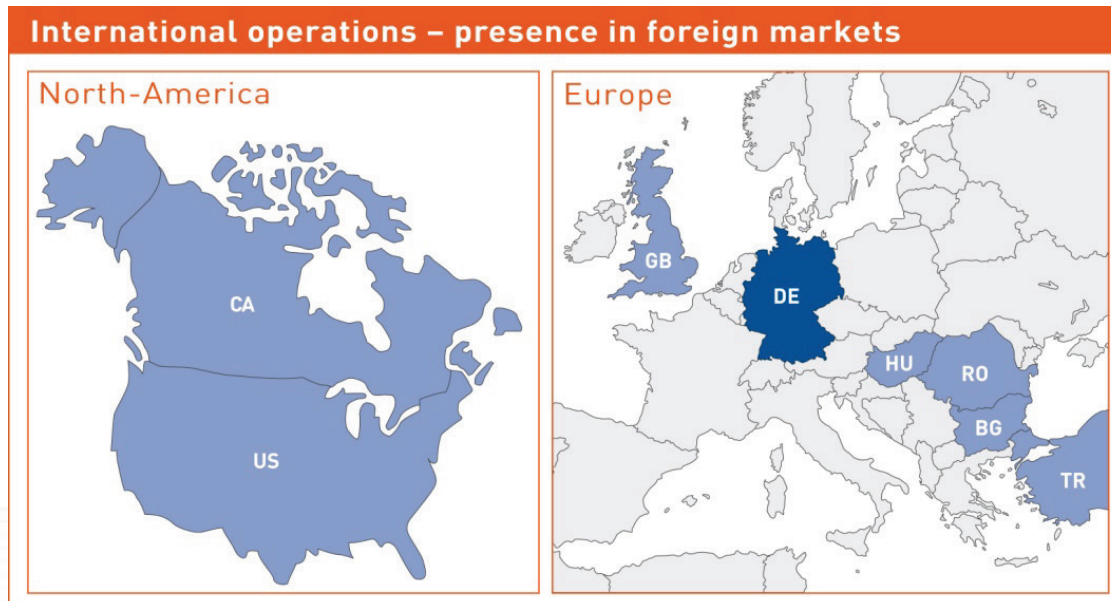 International operations – presence in foreign markets
North-America
Europe
CA
US
GB
DE
HU
RO
BG
TR